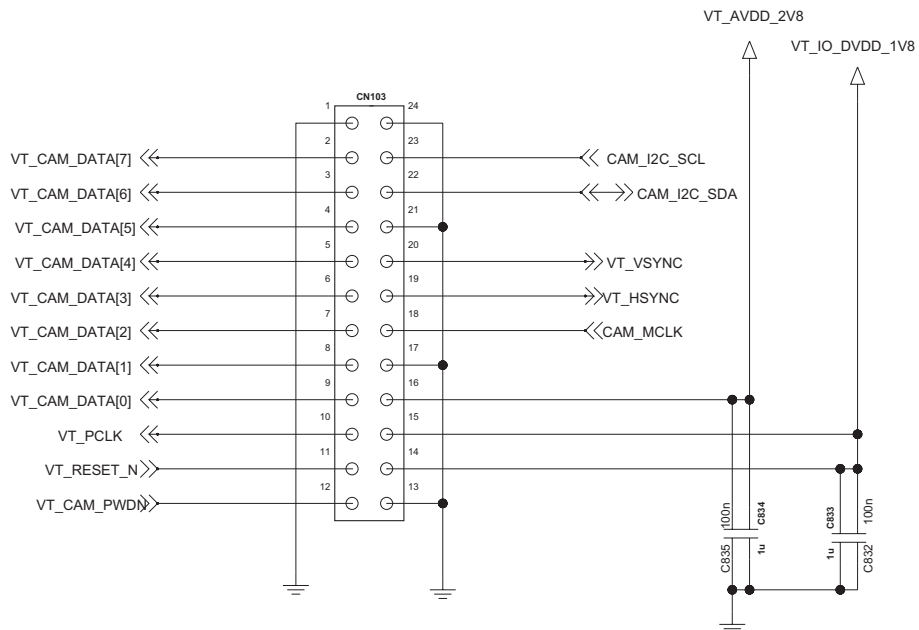 VT_AVDD_2V8
VT_IO_DVDD_1V8
CN103
1 24
2 23
VT_CAM_DATA[7] CAM_I2C_SCL
3 22
VT_CAM_DATA[6] CAM_I2C_SDA
4 21
VT_CAM_DATA[5]
5 20
VT_CAM_DATA[4] VT_VSYNC
6 19
VT_CAM_DATA[3] VT_HSYNC
7 18
VT_CAM_DATA[2] CAM_MCLK
8 17
VT_CAM_DATA[1]
9 16
VT_CAM_DATA[0]
10 15
VT_PCLK
11 14
VT_RESET_N
12 13
VT_CAM_PWDN
100n C834 C833 100n
C835 1u 1u C832